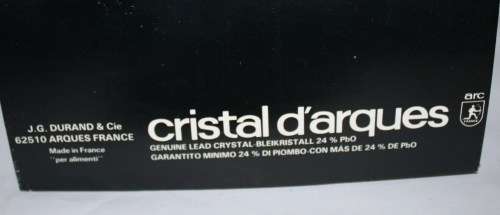 J.G. DURAND & Cie
62510 ARQUES FRANCE
Made in France
"per alimenti"
cristal d'arques
GENUINE LEAD CRYSTAL-BLEIKRISTALL 24 % PbO
GARANTITO MINIMO 24 % DI PIOMBO-CON MÁS DE 24 % DE PbO
arc
FRANCE